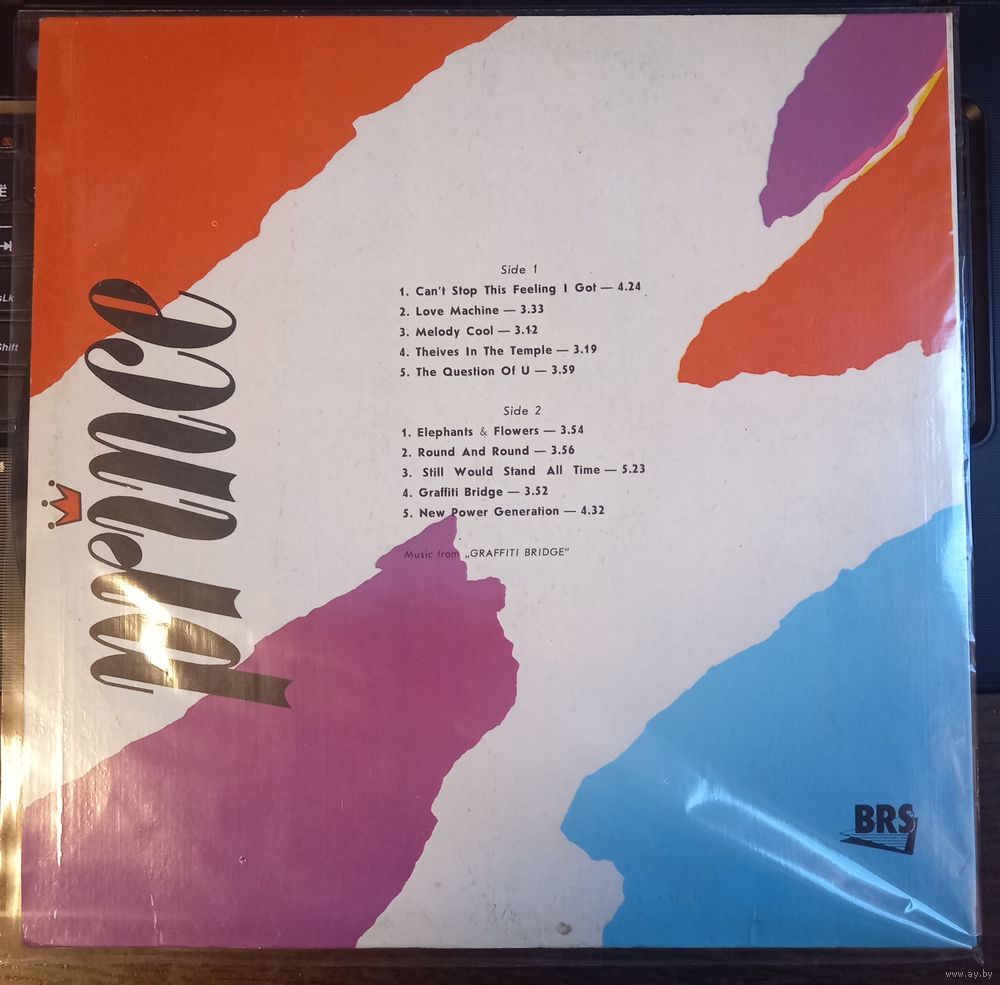 prince
Side 1
1. Can't Stop This Feeling I Got — 4.24
2. Love Machine — 3.33
3. Melody Cool — 3.12
4. Theives In The Temple — 3.19
5. The Question Of U — 3.59
Side 2
1. Elephants & Flowers — 3.54
2. Round And Round — 3.56
3. Still Would Stand All Time — 5.23
4. Graffiti Bridge — 3.52
5. New Power Generation — 4.32
Music from „GRAFFITI BRIDGE"
BRS
Shift
www.ay.by